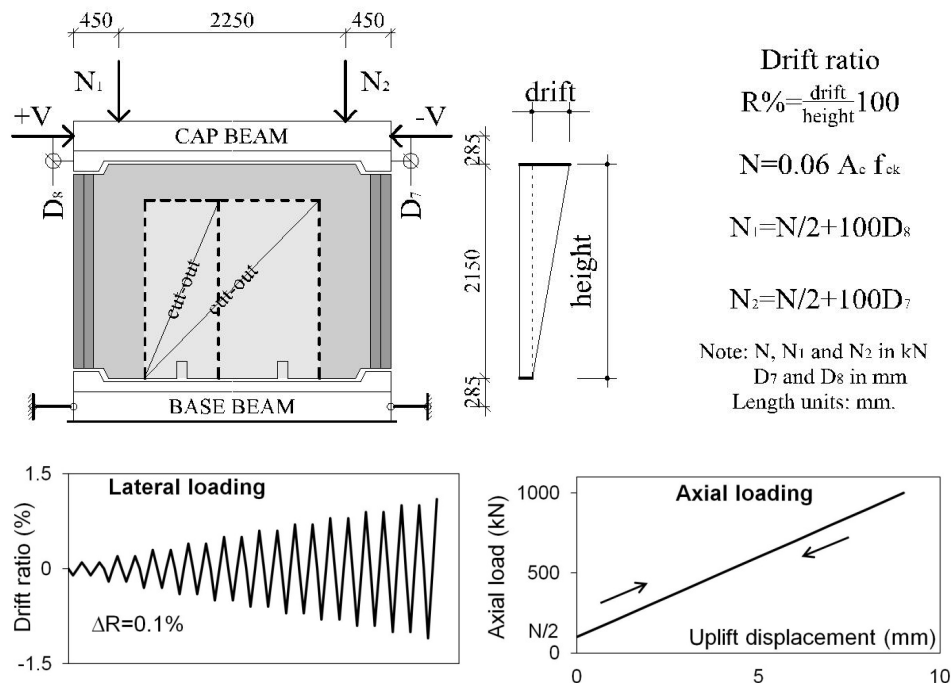 450 2250 450
N₁ N₂
+V -V
CAP BEAM
D₈ D₇
cut-out cut-out
BASE BEAM
drift
285
2150
285
height
Drift ratio
R%=drift/height 100
N=0.06 Ac fck
N₁=N/2+100D₈
N₂=N/2+100D₇
Note: N, N₁ and N₂ in kN
D₇ and D₈ in mm
Length units: mm.
Lateral loading
Drift ratio (%)
1.5
0
-1.5
ΔR=0.1%
Axial loading
Axial load (kN)
1000
500
N/2
0
Uplift displacement (mm)
0 5 10